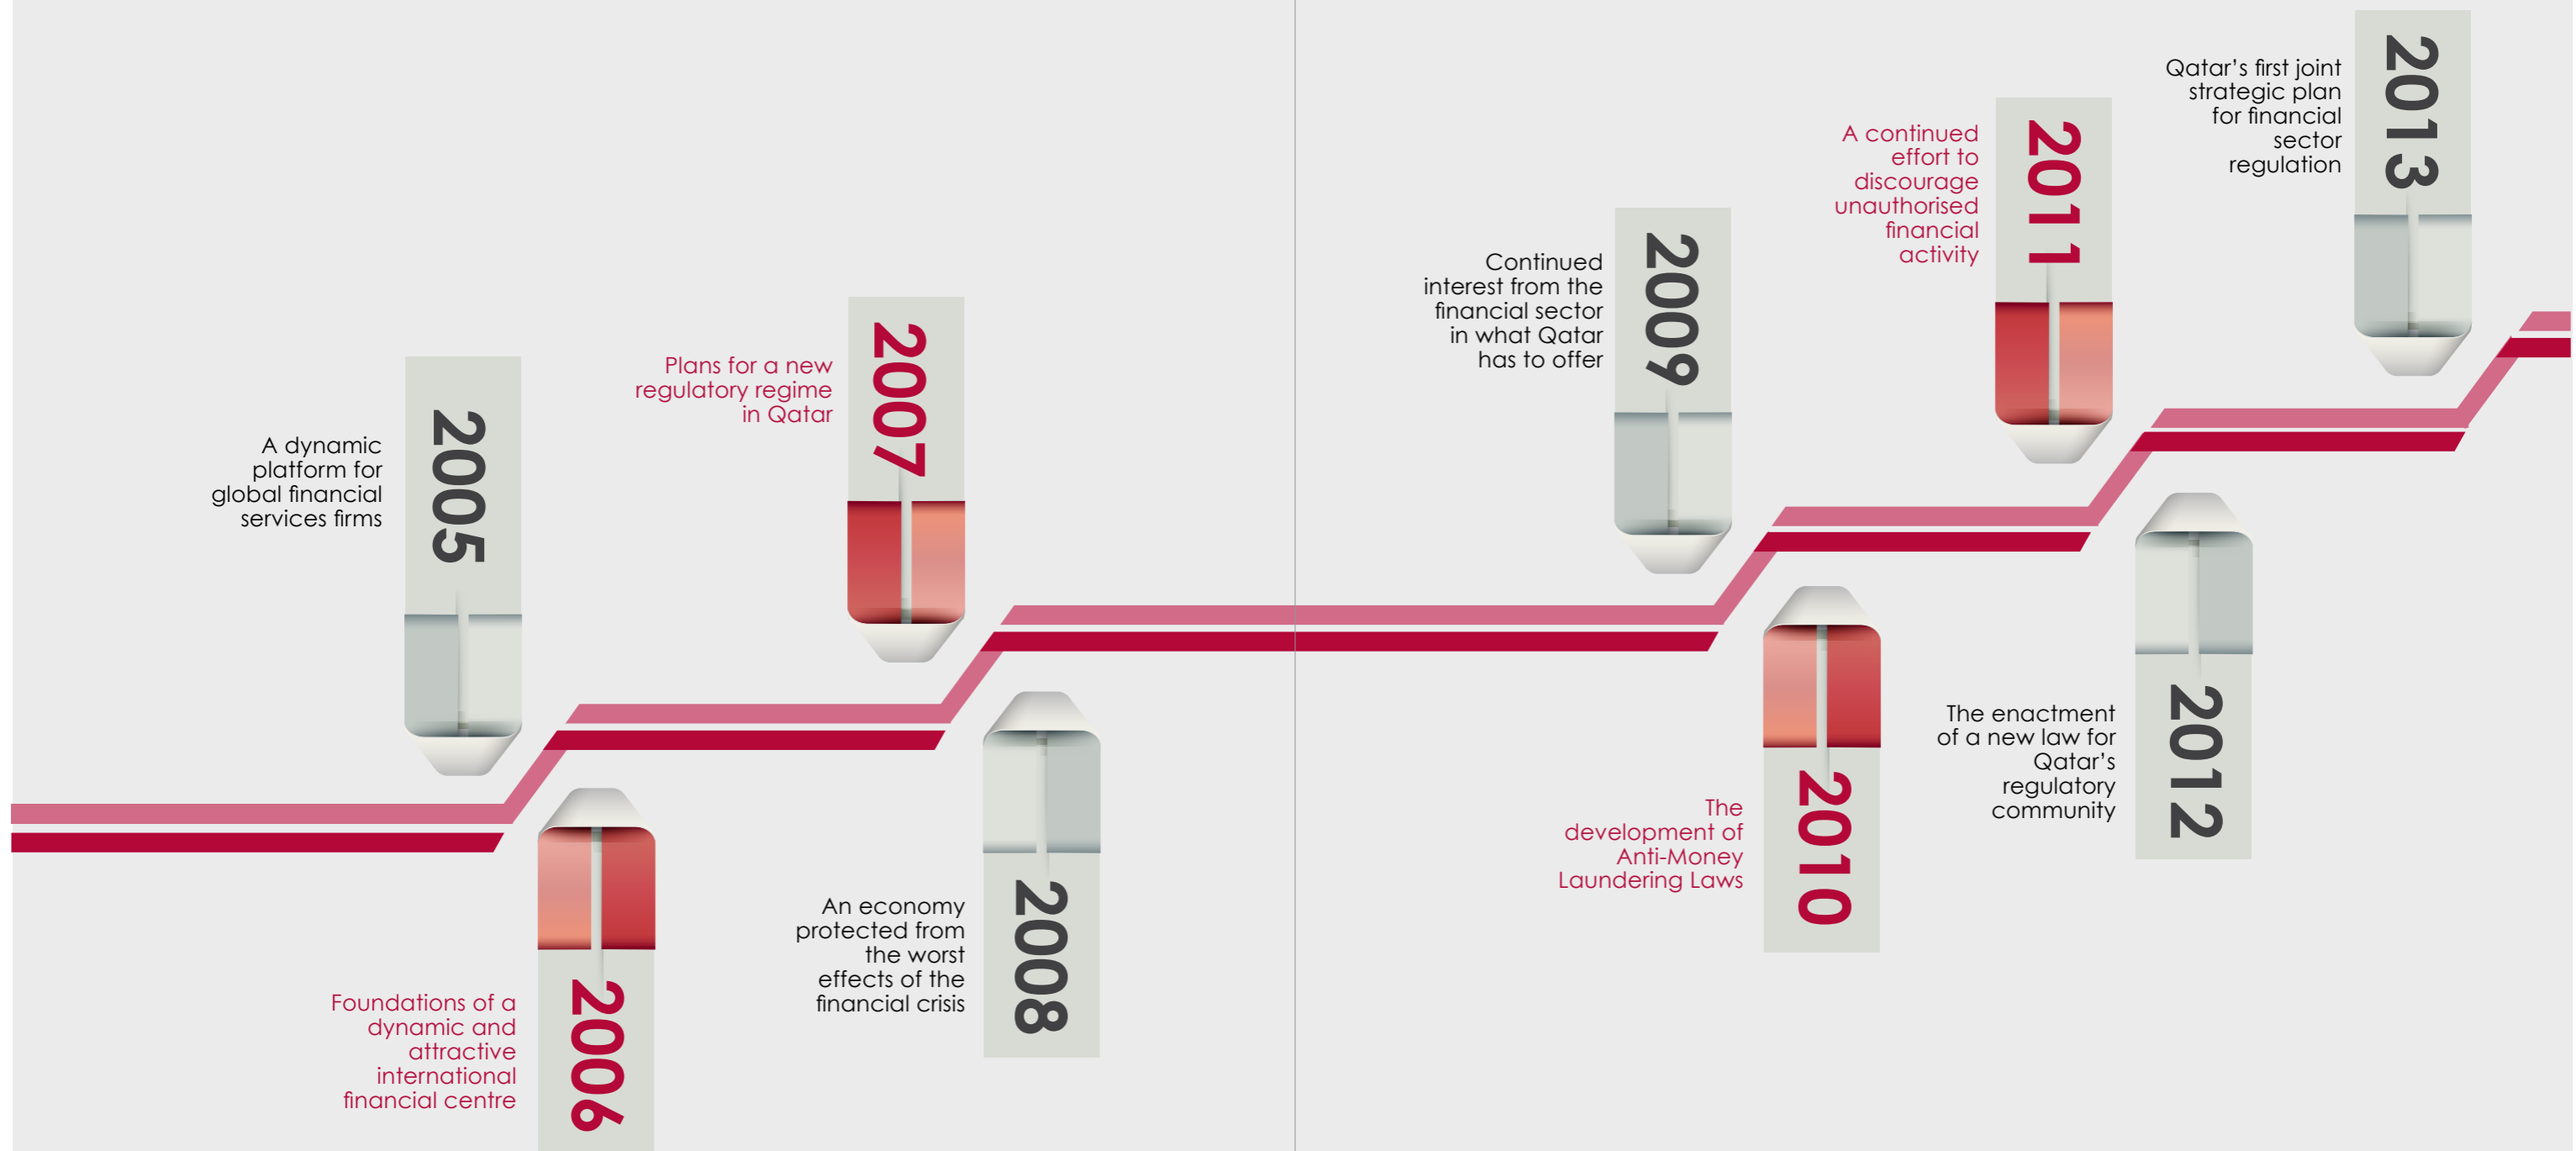 A dynamic
platform for
global financial
services firms
2005
Foundations of a
dynamic and
attractive
international
financial centre
2006
Plans for a new
regulatory regime
in Qatar
2007
An economy
protected from
the worst
effects of the
financial crisis
2008
Continued
interest from the
financial sector
in what Qatar
has to offer
2009
The
development of
Anti-Money
Laundering Laws
2010
A continued
effort to
discourage
unauthorised
financial
activity
2011
The enactment
of a new law for
Qatar’s
regulatory
community
2012
Qatar’s first joint
strategic plan
for financial
sector
regulation
2013